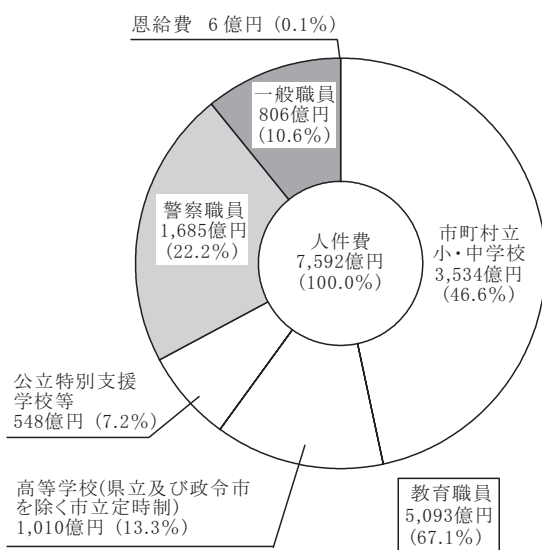 恩給費 6億円 (0.1%)
一般職員
806億円
(10.6%)
警察職員
1,685億円
(22.2%)
人件費
7,592億円
(100.0%)
市町村立
小・中学校
3,534億円
(46.6%)
公立特別支援
学校等
548億円 (7.2%)
高等学校(県立及び政令市
を除く市立定時制)
1,010億円 (13.3%)
教育職員
5,093億円
(67.1%)